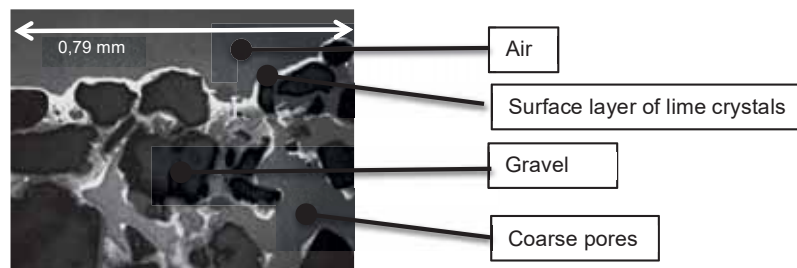 0,79 mm
Air
Surface layer of lime crystals
Gravel
Coarse pores